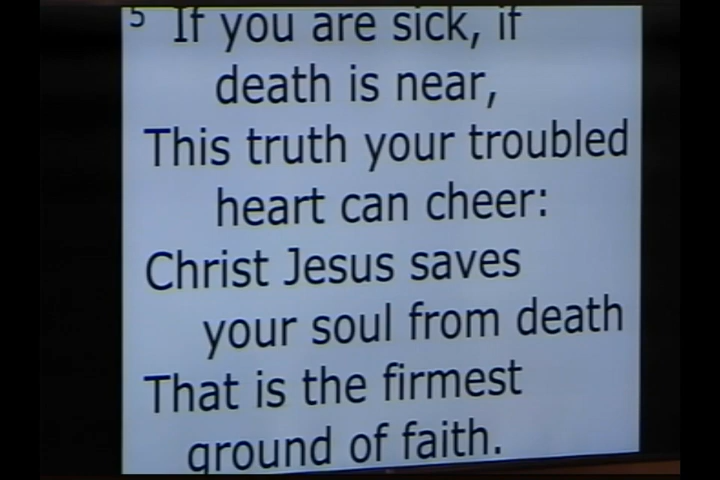 5 If you are sick, if
death is near,
This truth your troubled
heart can cheer:
Christ Jesus saves
your soul from death
That is the firmest
ground of faith.